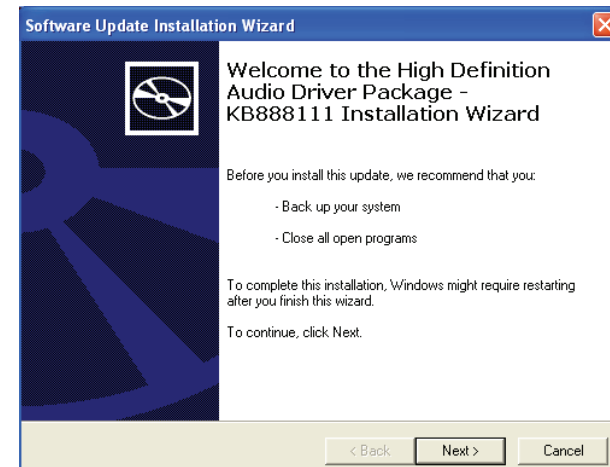 Software Update Installation Wizard
Welcome to the High Definition
Audio Driver Package -
KB888111 Installation Wizard
Before you install this update, we recommend that you:
- Back up your system
- Close all open programs
To complete this installation, Windows might require restarting
after you finish this wizard.
To continue, click Next.
< Back Next > Cancel